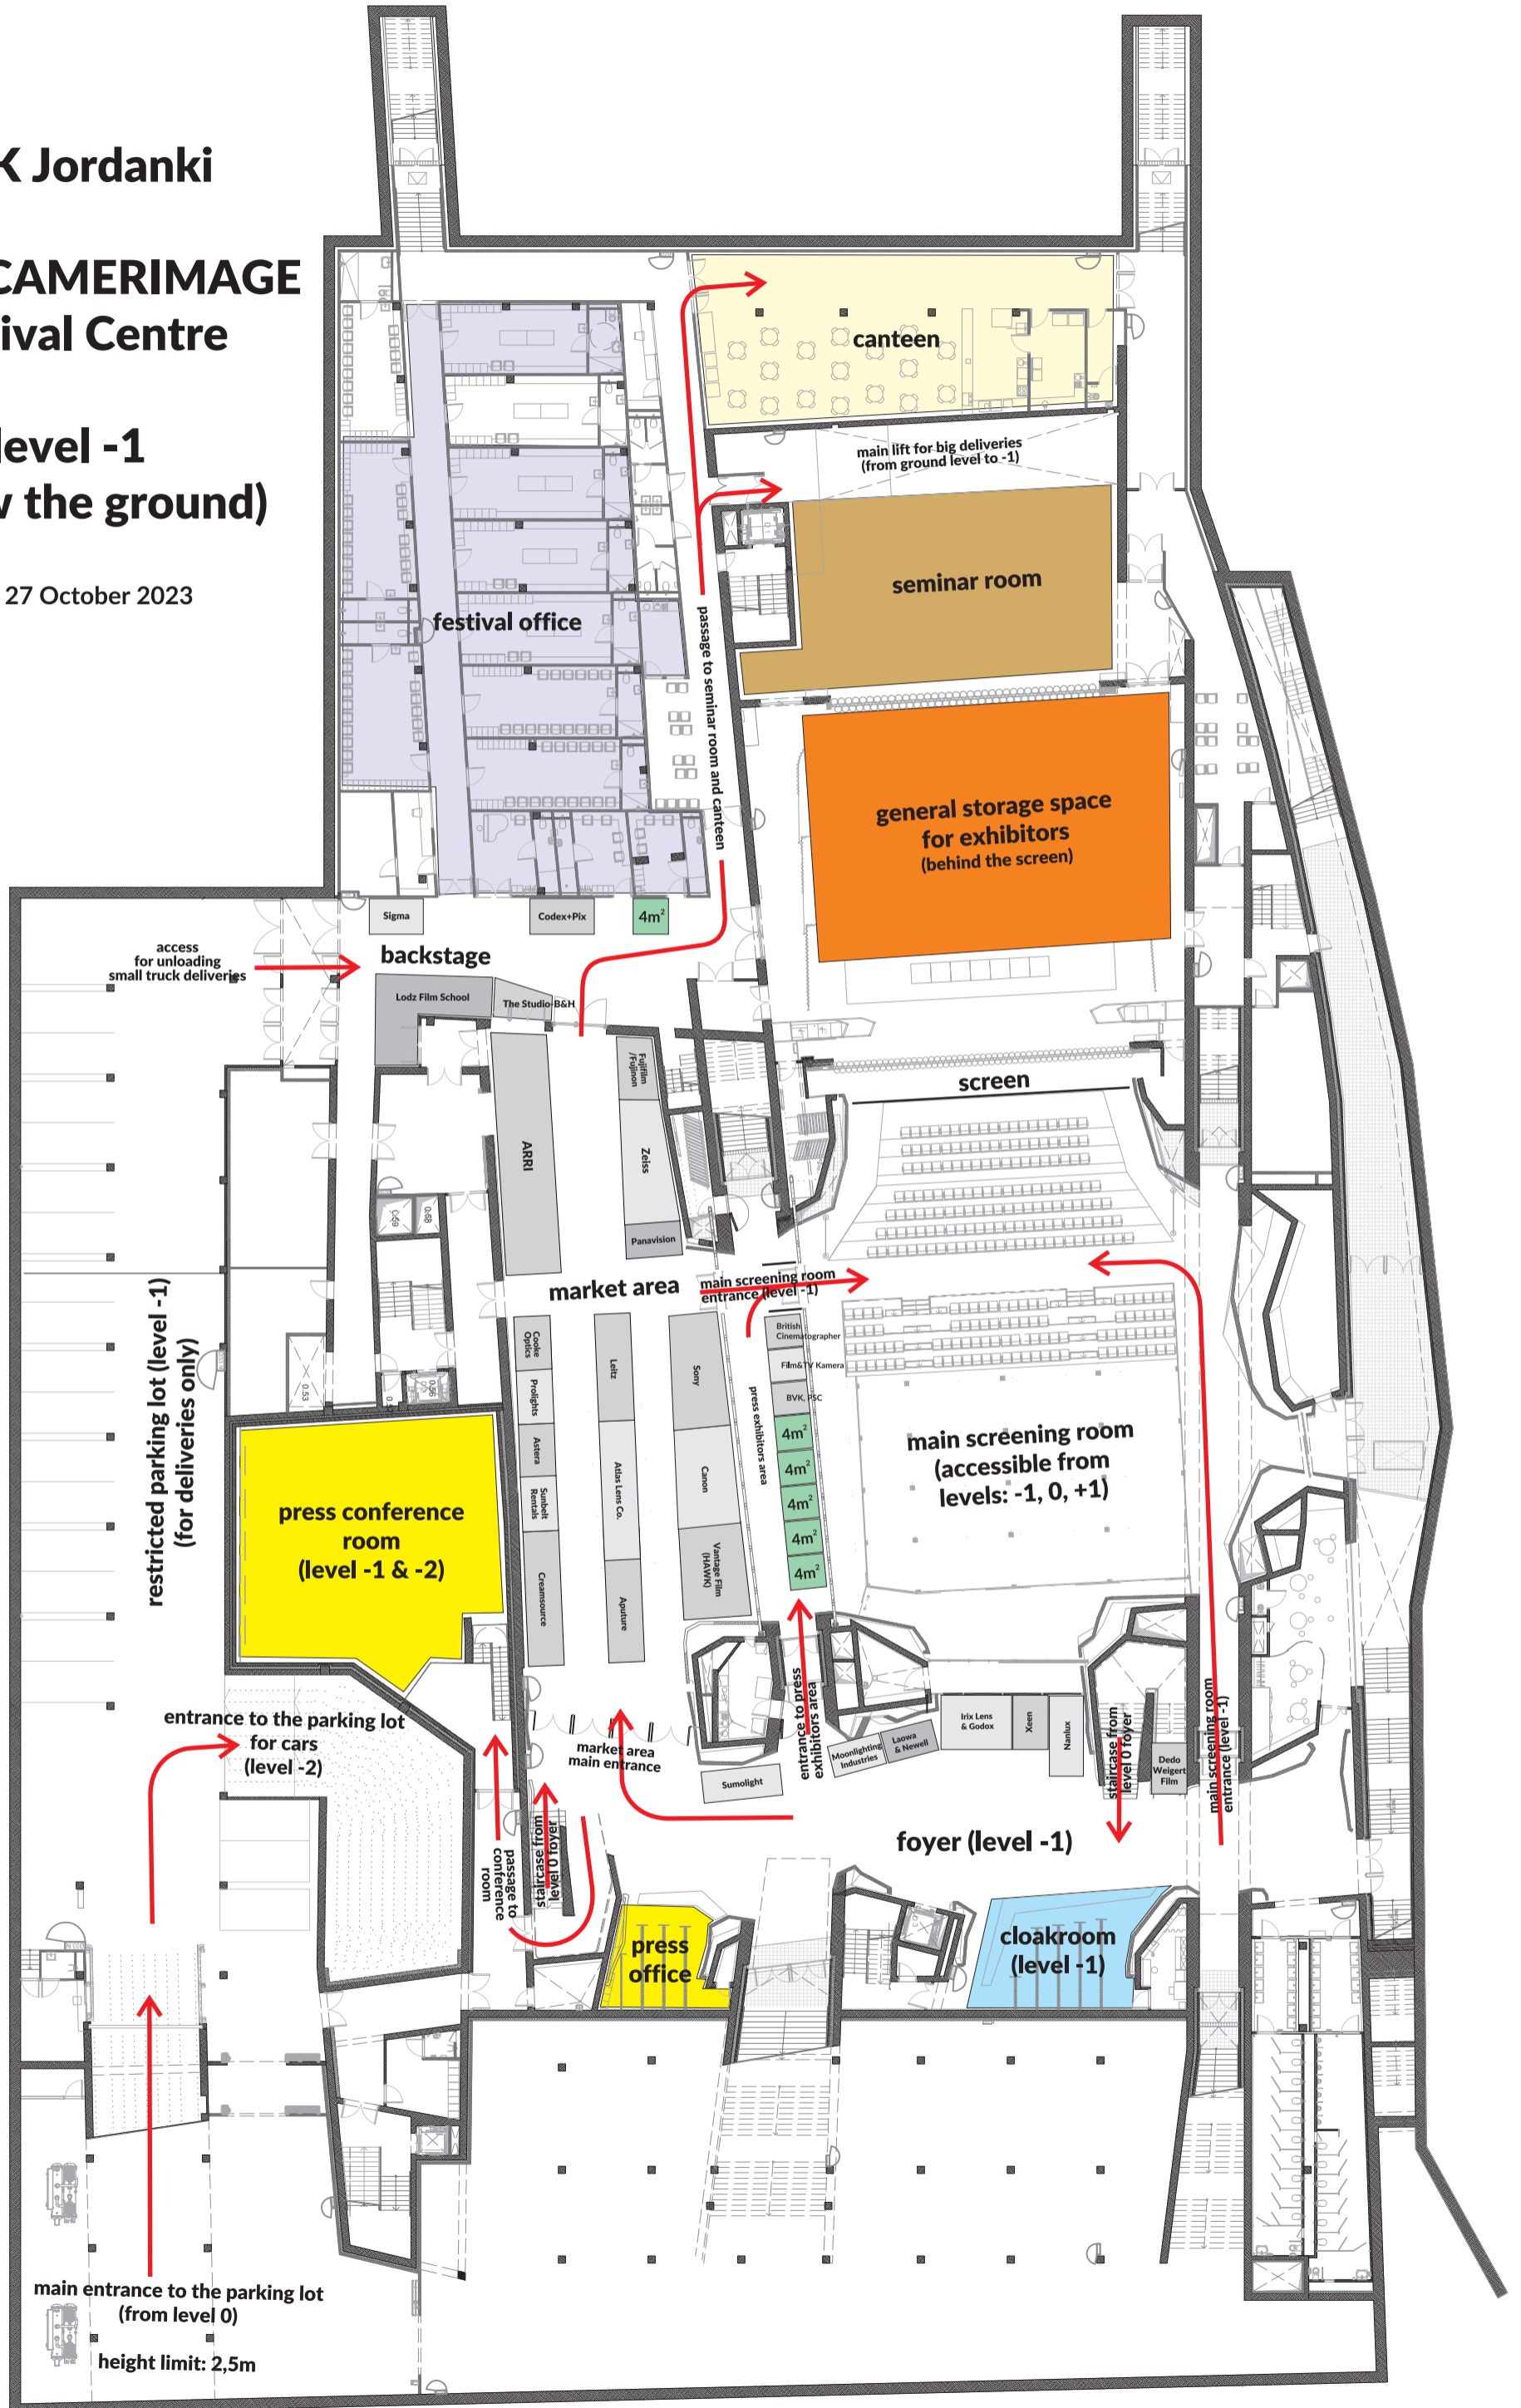 K Jordanki
CAMERIMAGE
ival Centre
level -1
w the ground)
27 October 2023
canteen
main lift for big deliveries
(from ground level to -1)
seminar room
festival office
passage to seminar room and canteen
general storage space
for exhibitors
(behind the screen)
Sigma
Codex+Pix
4m²
access
for unloading
small truck deliveries
backstage
Lodz Film School
The Studio-B&H
ARRI
Fujifilm
/Fujinon
Zeiss
Panavision
screen
0.59
0.58
market area
main screening room
entrance (level -1)
restricted parking lot (level -1)
(for deliveries only)
0.53
0.56
Cooke
Optics
Prolights
Astera
Sunbelt
Rentals
Creamsource
Leitz
Atlas Lens Co.
Aputure
Sony
Canon
Vantage Film
(HAWK)
press exhibitors area
British
Cinematographer
Film&TV Kamera
BVK, PSC
4m²
4m²
4m²
4m²
4m²
main screening room
(accessible from
levels: -1, 0, +1)
press conference
room
(level -1 & -2)
entrance to the parking lot
for cars
(level -2)
market area
main entrance
Sumolight
entrance to press
exhibitors area
Moonlighting
Industries
Laowa
& Newell
Irix Lens
& Godox
Xeen
Nanlux
staircase from
level 0 foyer
Dedo
Weigert
Film
main screening room
entrance (level -1)
passage to
conference
room
staircase from
level 0 foyer
foyer (level -1)
press
office
cloakroom
(level -1)
main entrance to the parking lot
(from level 0)
height limit: 2,5m